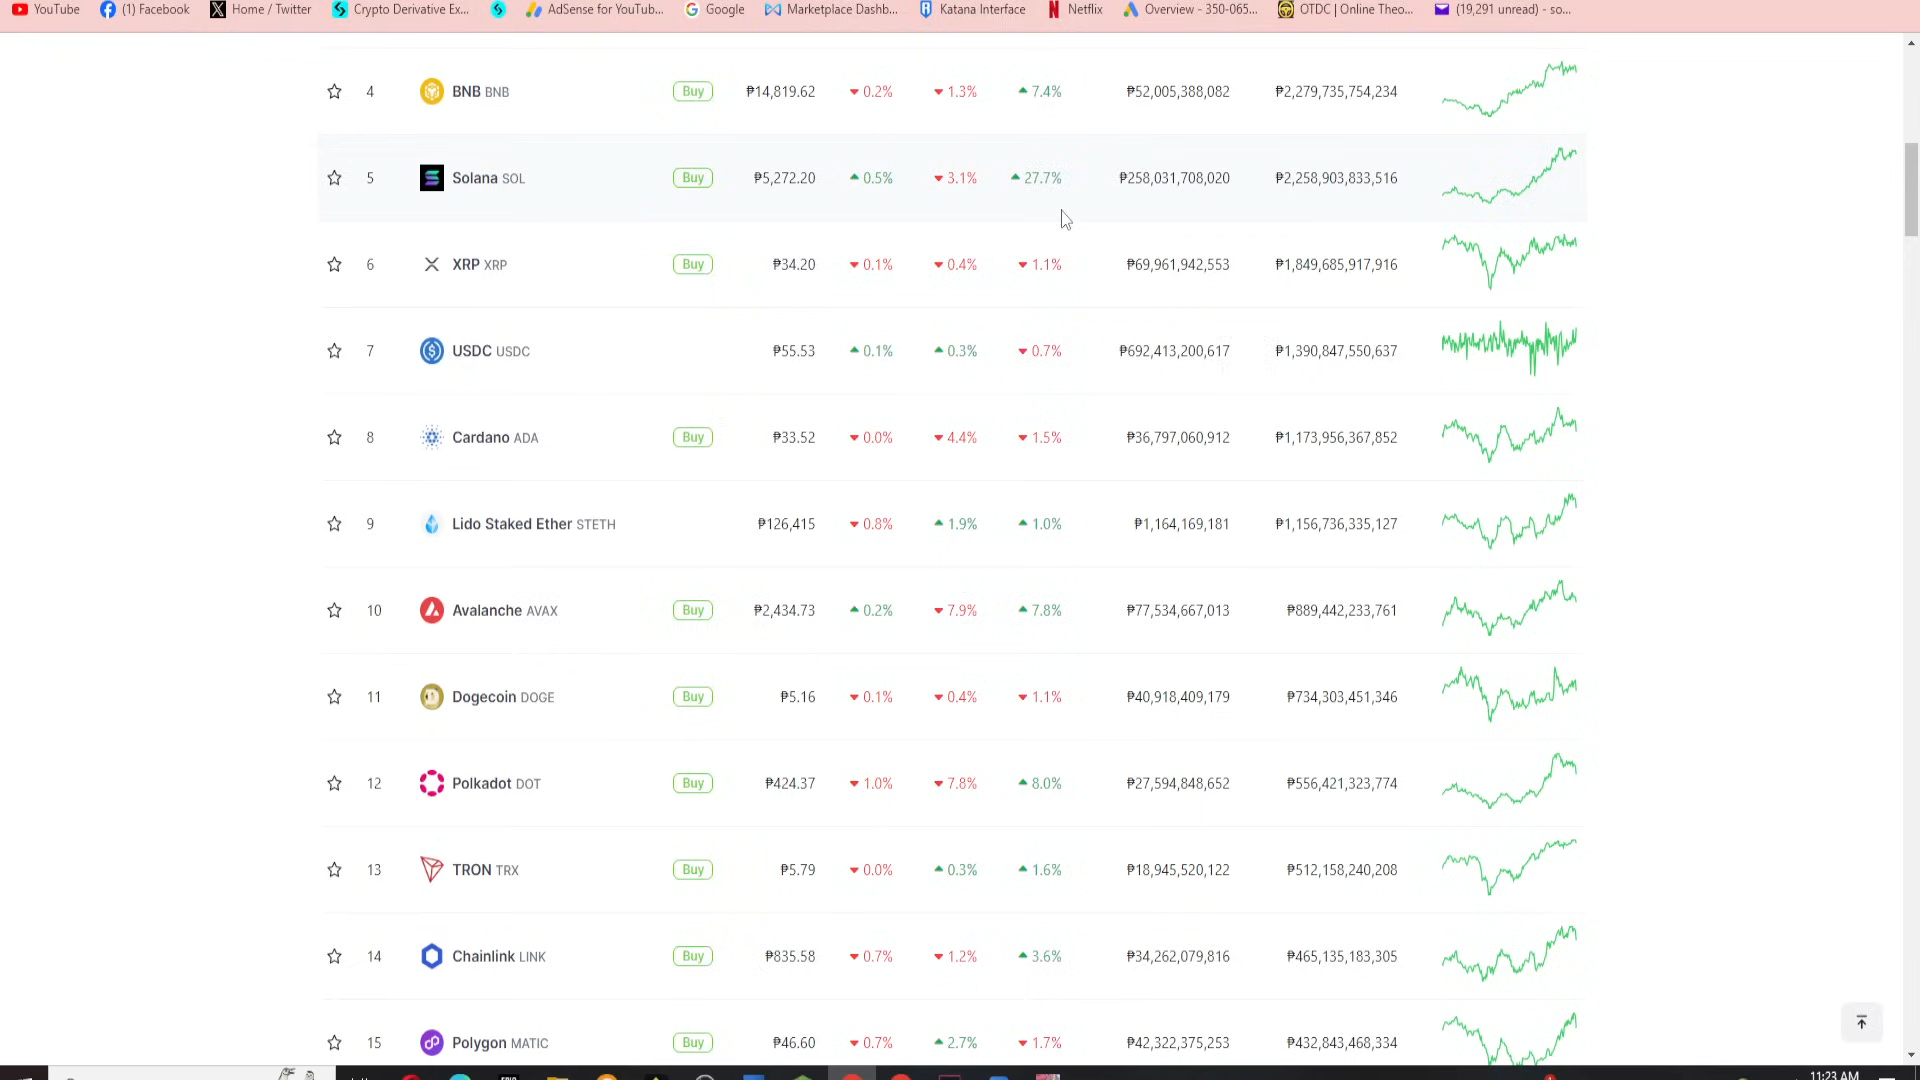 YouTube (1) Facebook Home / Twitter Crypto Derivative Ex... AdSense for YouTub... Google Marketplace Dashb... Katana Interface Netflix Overview - 350-065... OTDC | Online Theo... (19,291 unread) - so...
4 BNB BNB Buy ₱14,819.62 0.2% 1.3% 7.4% ₱52,005,388,082 ₱2,279,735,754,234
5 Solana SOL Buy ₱5,272.20 0.5% 3.1% 27.7% ₱258,031,708,020 ₱2,258,903,833,516
6 XRP XRP Buy ₱34.20 0.1% 0.4% 1.1% ₱69,961,942,553 ₱1,849,685,917,916
7 USDC USDC ₱55.53 0.1% 0.3% 0.7% ₱692,413,200,617 ₱1,390,847,550,637
8 Cardano ADA Buy ₱33.52 0.0% 4.4% 1.5% ₱36,797,060,912 ₱1,173,956,367,852
9 Lido Staked Ether STETH ₱126,415 0.8% 1.9% 1.0% ₱1,164,169,181 ₱1,156,736,335,127
10 Avalanche AVAX Buy ₱2,434.73 0.2% 7.9% 7.8% ₱77,534,667,013 ₱889,442,233,761
11 Dogecoin DOGE Buy ₱5.16 0.1% 0.4% 1.1% ₱40,918,409,179 ₱734,303,451,346
12 Polkadot DOT Buy ₱424.37 1.0% 7.8% 8.0% ₱27,594,848,652 ₱556,421,323,774
13 TRON TRX Buy ₱5.79 0.0% 0.3% 1.6% ₱18,945,520,122 ₱512,158,240,208
14 Chainlink LINK Buy ₱835.58 0.7% 1.2% 3.6% ₱34,262,079,816 ₱465,135,183,305
15 Polygon MATIC Buy ₱46.60 0.7% 2.7% 1.7% ₱42,322,375,253 ₱432,843,468,334
11:23 AM